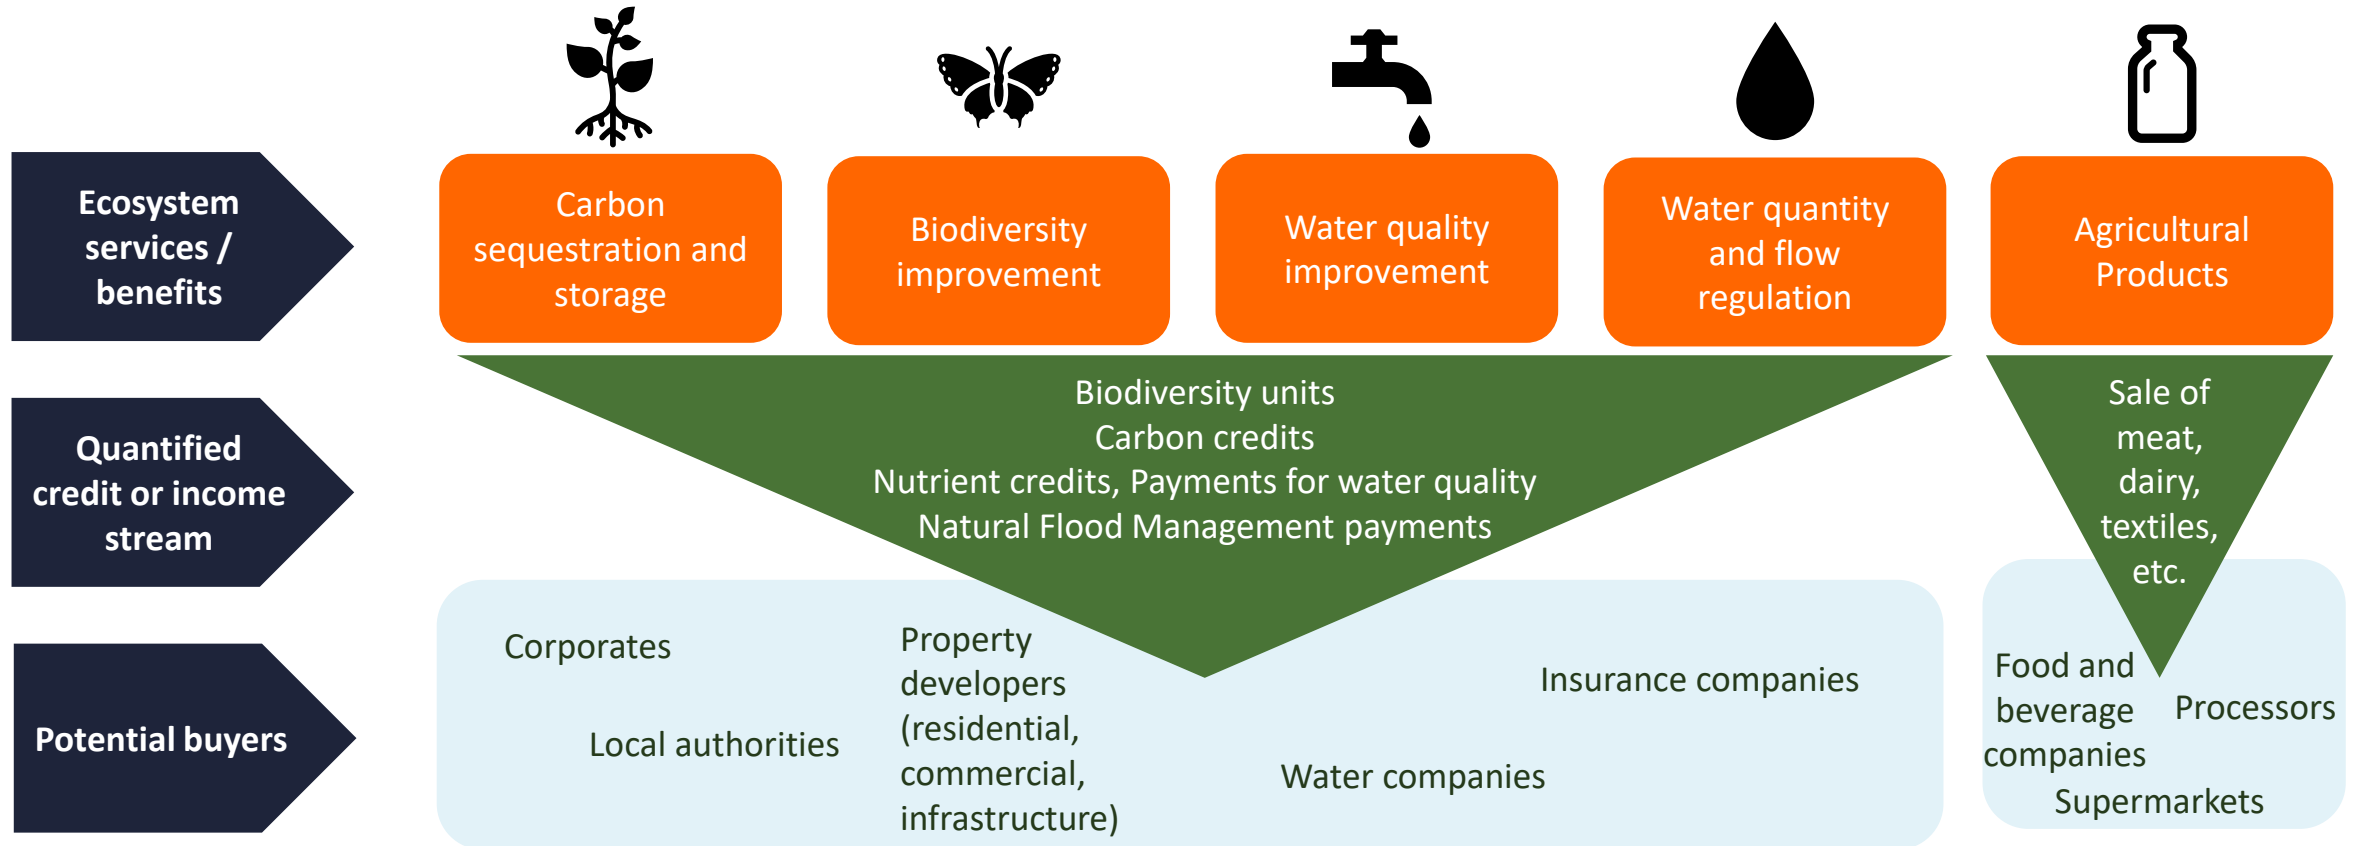 Ecosystem
services /
benefits
Carbon
sequestration and
storage
Biodiversity
improvement
Water quality
improvement
Water quantity
and flow
regulation
Agricultural
Products
Quantified
credit or income
stream
Biodiversity units
Carbon credits
Nutrient credits, Payments for water quality
Natural Flood Management payments
Sale of
meat,
dairy,
textiles,
etc.
Potential buyers
Corporates
Local authorities
Property
developers
(residential,
commercial,
infrastructure)
Water companies
Insurance companies
Food and
beverage
companies
Processors
Supermarkets